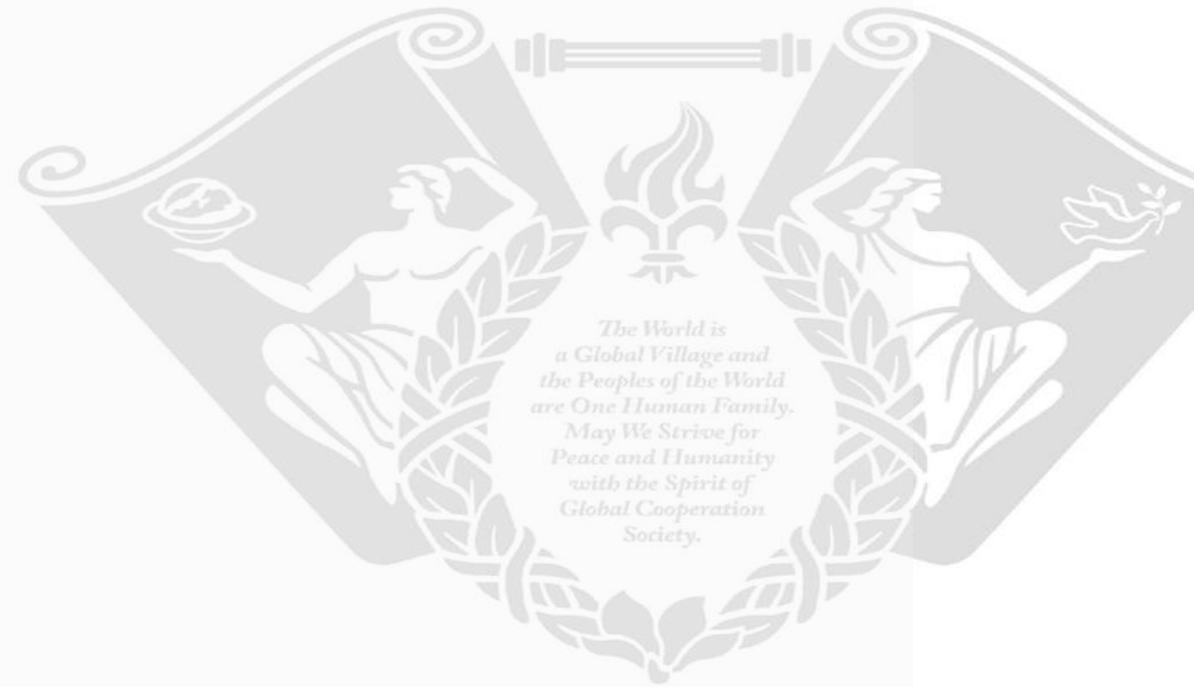 The World is
a Global Village and
the Peoples of the World
are One Human Family.
May We Strive for
Peace and Humanity
with the Spirit of
Global Cooperation
Society.